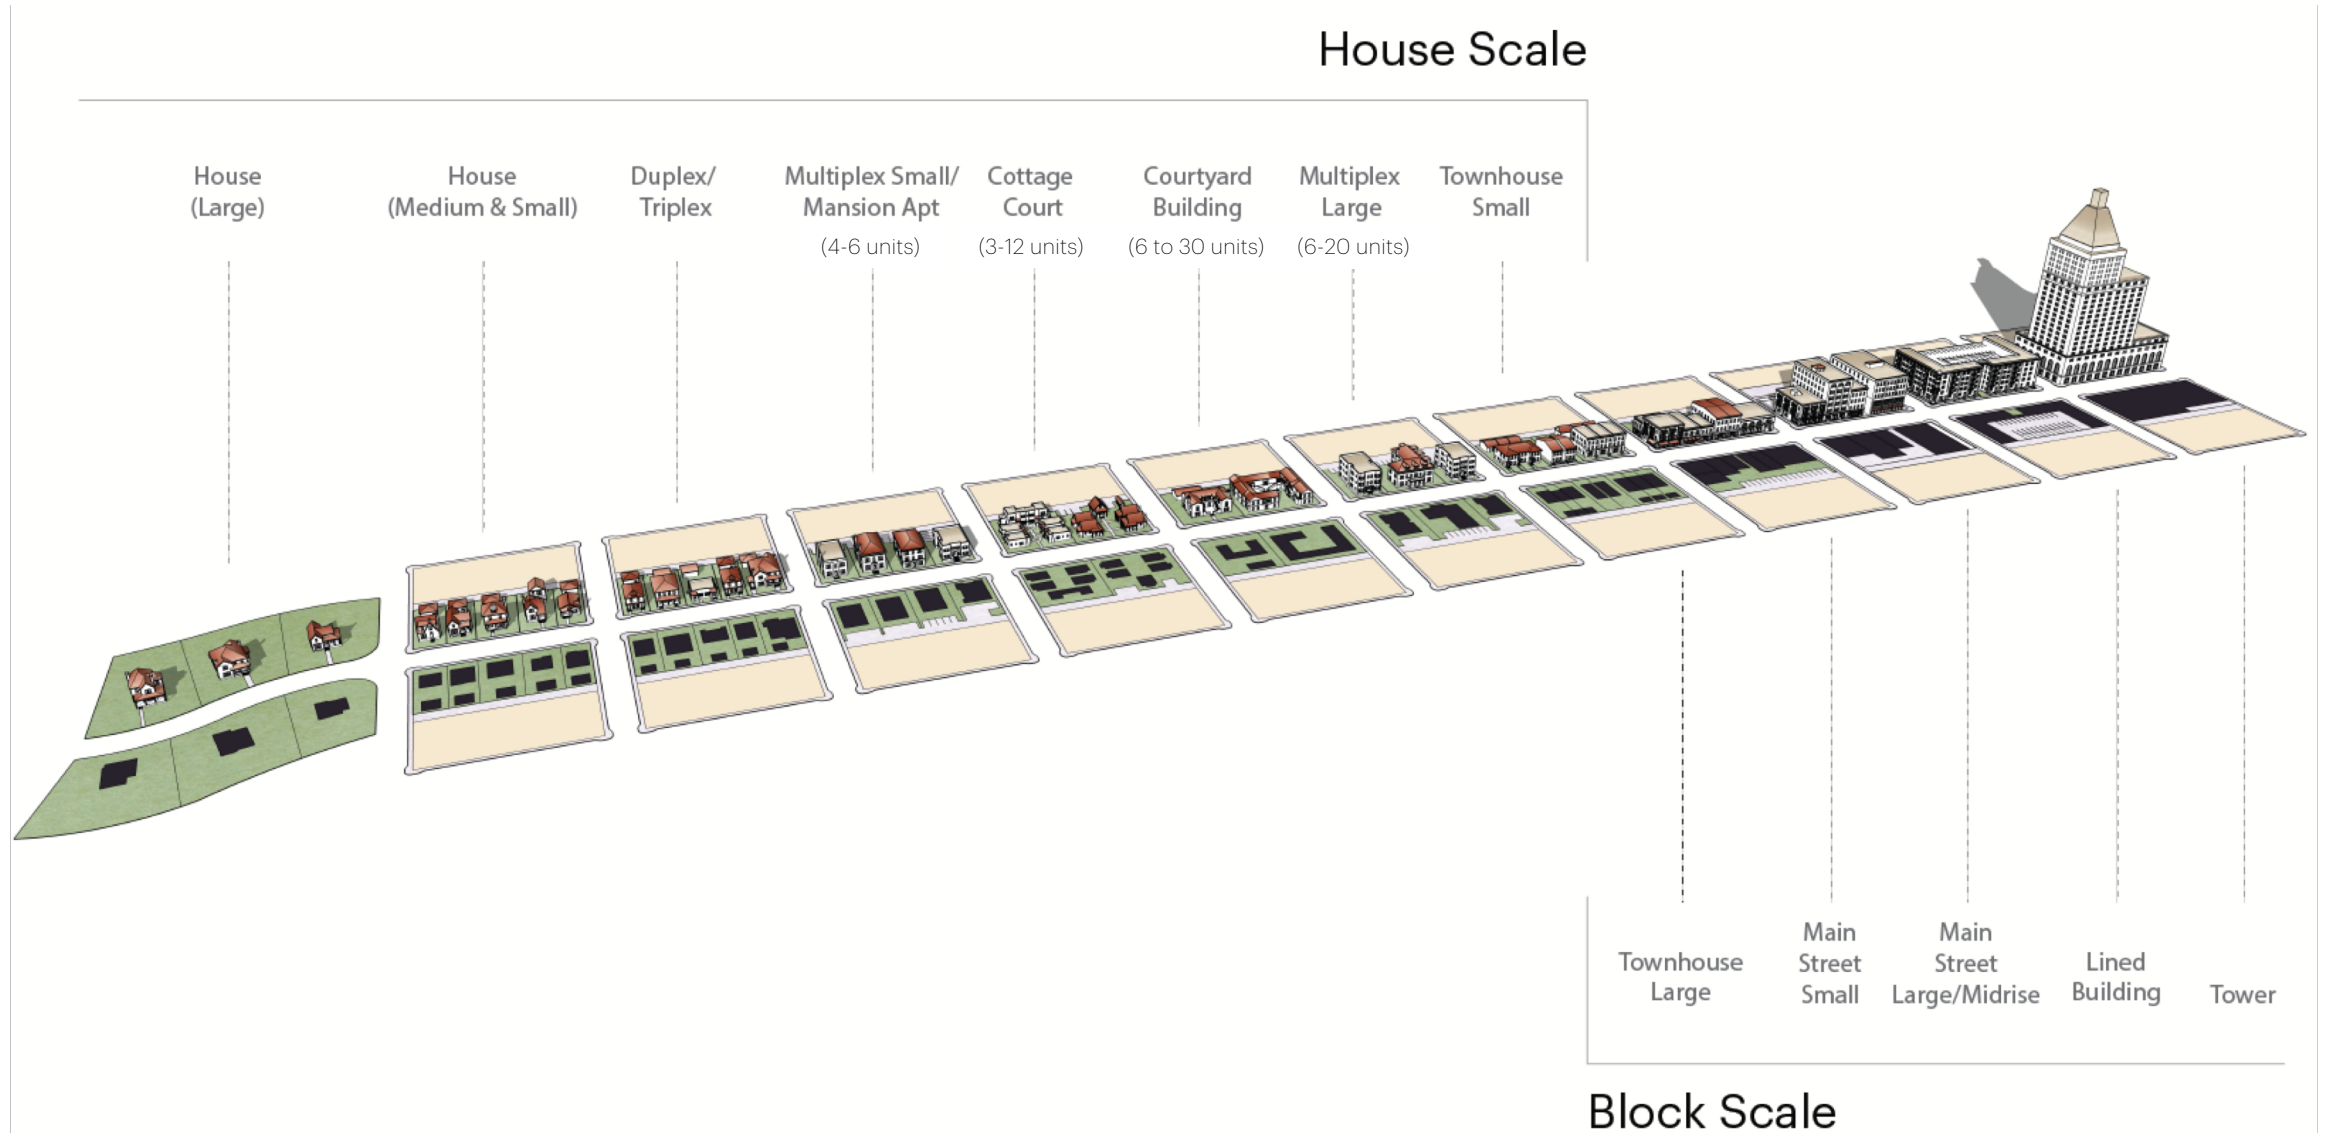 House Scale
House
(Large)
House
(Medium & Small)
Duplex/
Triplex
Multiplex Small/
Mansion Apt
(4-6 units)
Cottage
Court
(3-12 units)
Courtyard
Building
(6 to 30 units)
Multiplex
Large
(6-20 units)
Townhouse
Small
Townhouse
Large
Main
Street
Small
Main
Street
Large/Midrise
Lined
Building
Tower
Block Scale